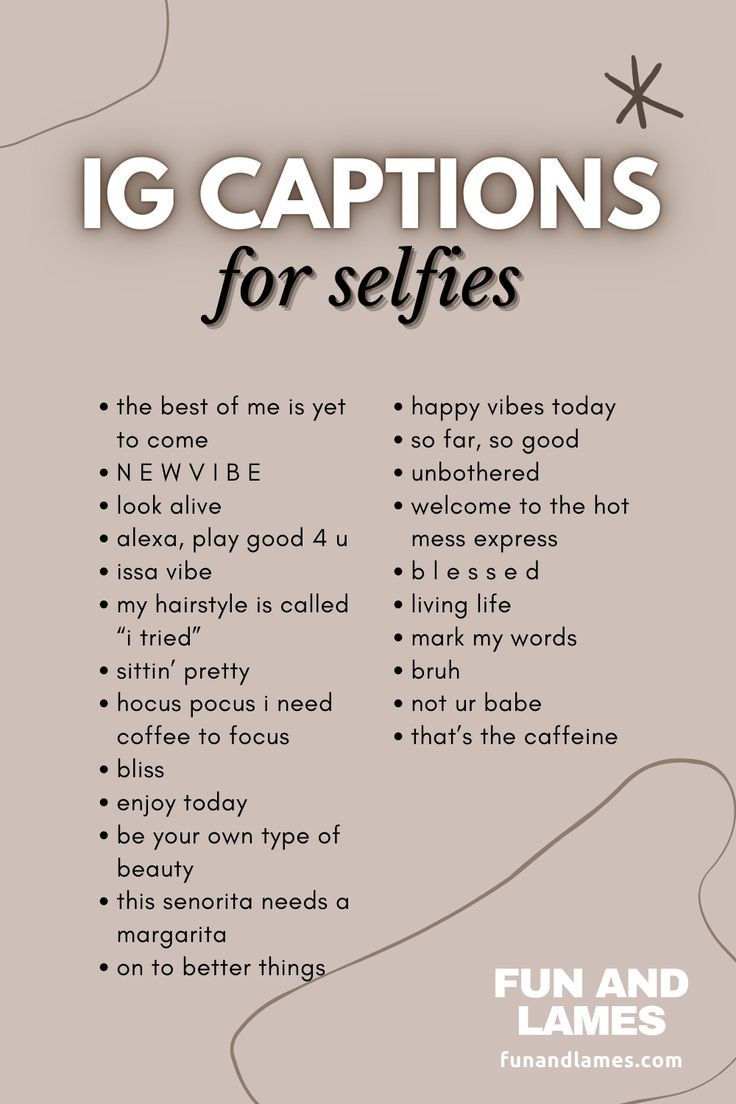 IG CAPTIONS
for selfies
• the best of me is yet
to come
• N E W V I B E
• look alive
• alexa, play good 4 u
• issa vibe
• my hairstyle is called
“i tried”
• sittin’ pretty
• hocus pocus i need
coffee to focus
• bliss
• enjoy today
• be your own type of
beauty
• this senorita needs a
margarita
• on to better things
• happy vibes today
• so far, so good
• unbothered
• welcome to the hot
mess express
• b l e s s e d
• living life
• mark my words
• bruh
• not ur babe
• that’s the caffeine
FUN AND
LAMES
funandlames.com